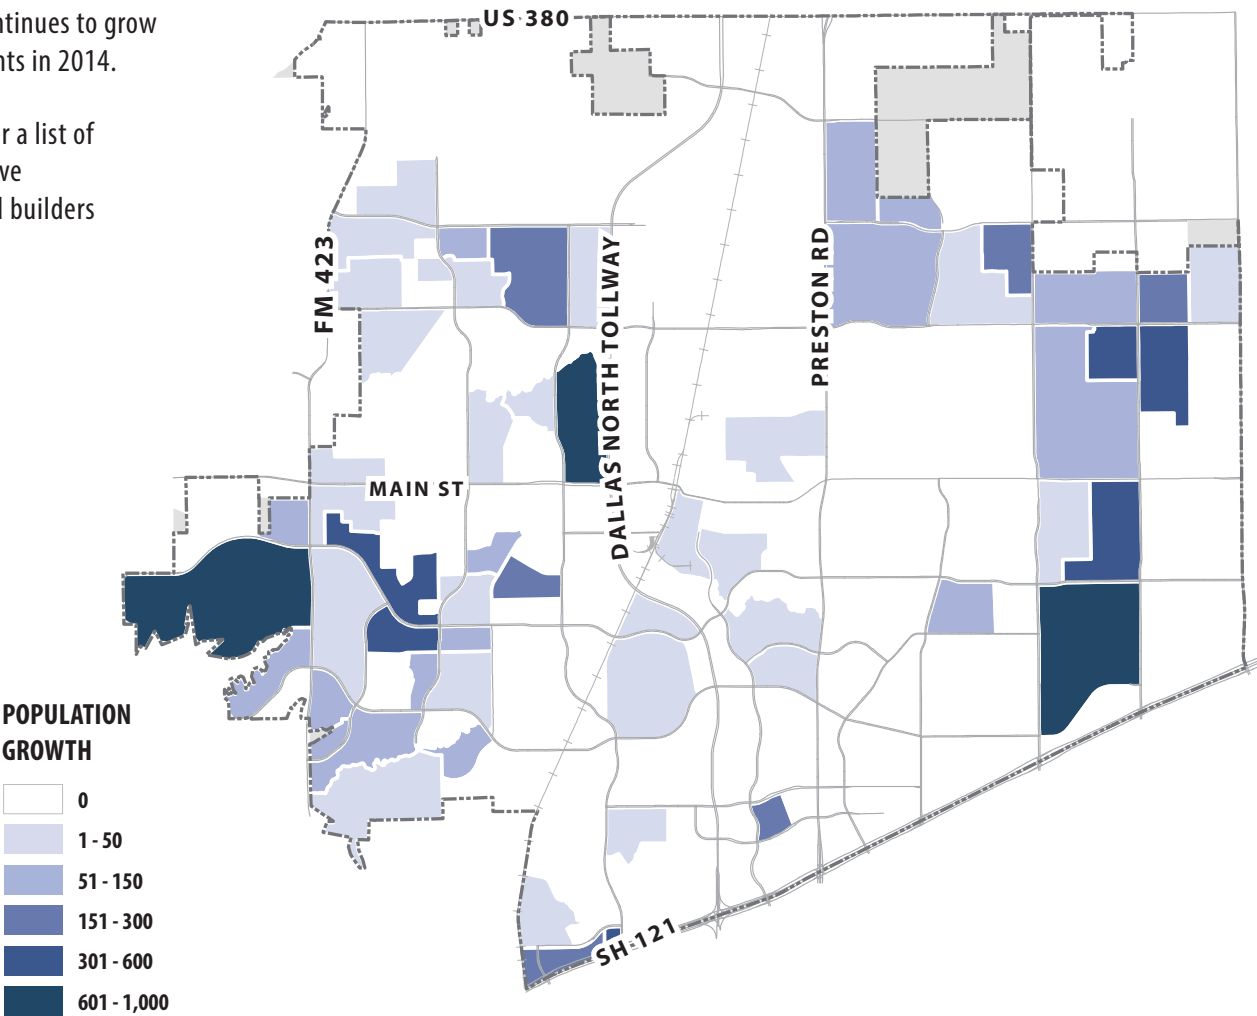 ntinues to grow
nts in 2014.
r a list of
ve
l builders
US 380
FM 423
DALLAS NORTH TOLLWAY
PRESTON RD
MAIN ST
SH-121
POPULATION
GROWTH
0
1 - 50
51 - 150
151 - 300
301 - 600
601 - 1,000